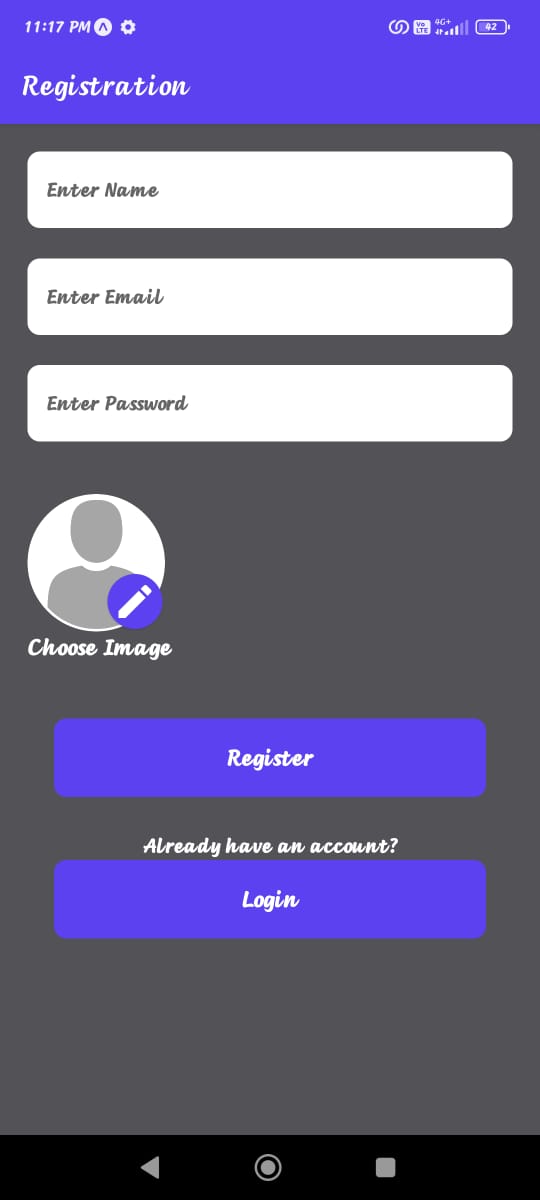 11:17 PM
Vo LTE 4G+ 42
Registration
Enter Name
Enter Email
Enter Password
Choose Image
Register
Already have an account?
Login